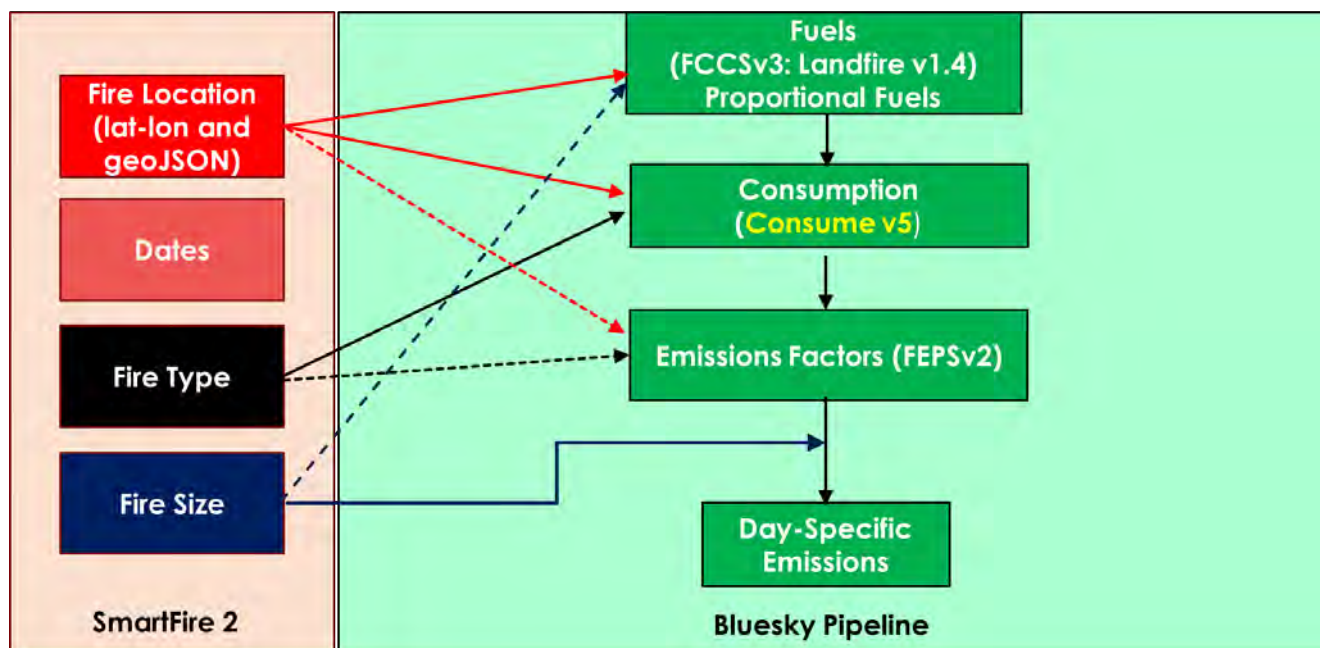 Fire Location
(lat-lon and
geoJSON)
Dates
Fire Type
Fire Size
SmartFire 2
Fuels
(FCCSv3: Landfire v1.4)
Proportional Fuels
Consumption
(Consume v5)
Emissions Factors (FEPSv2)
Day-Specific
Emissions
Bluesky Pipeline